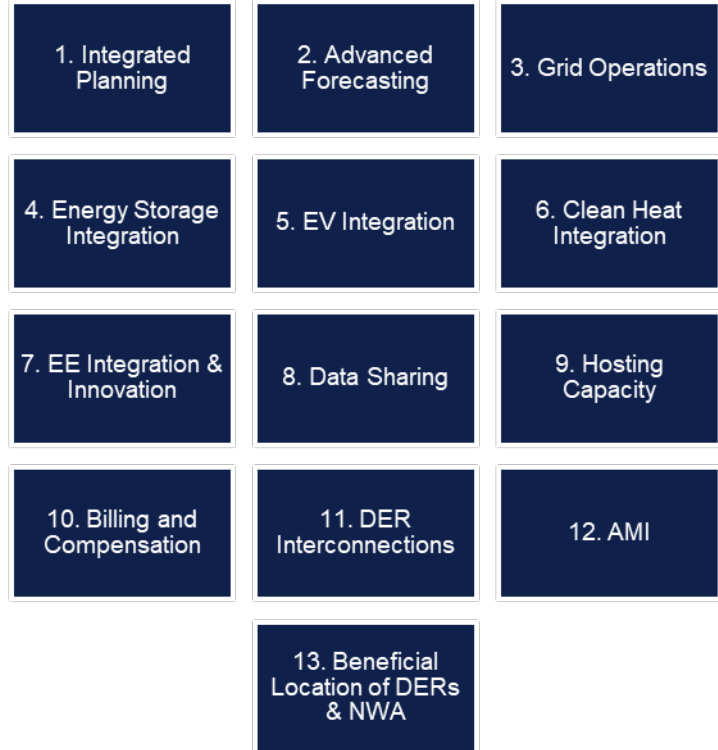 1. Integrated
Planning
2. Advanced
Forecasting
3. Grid Operations
4. Energy Storage
Integration
5. EV Integration
6. Clean Heat
Integration
7. EE Integration &
Innovation
8. Data Sharing
9. Hosting
Capacity
10. Billing and
Compensation
11. DER
Interconnections
12. AMI
13. Beneficial
Location of DERs
& NWA